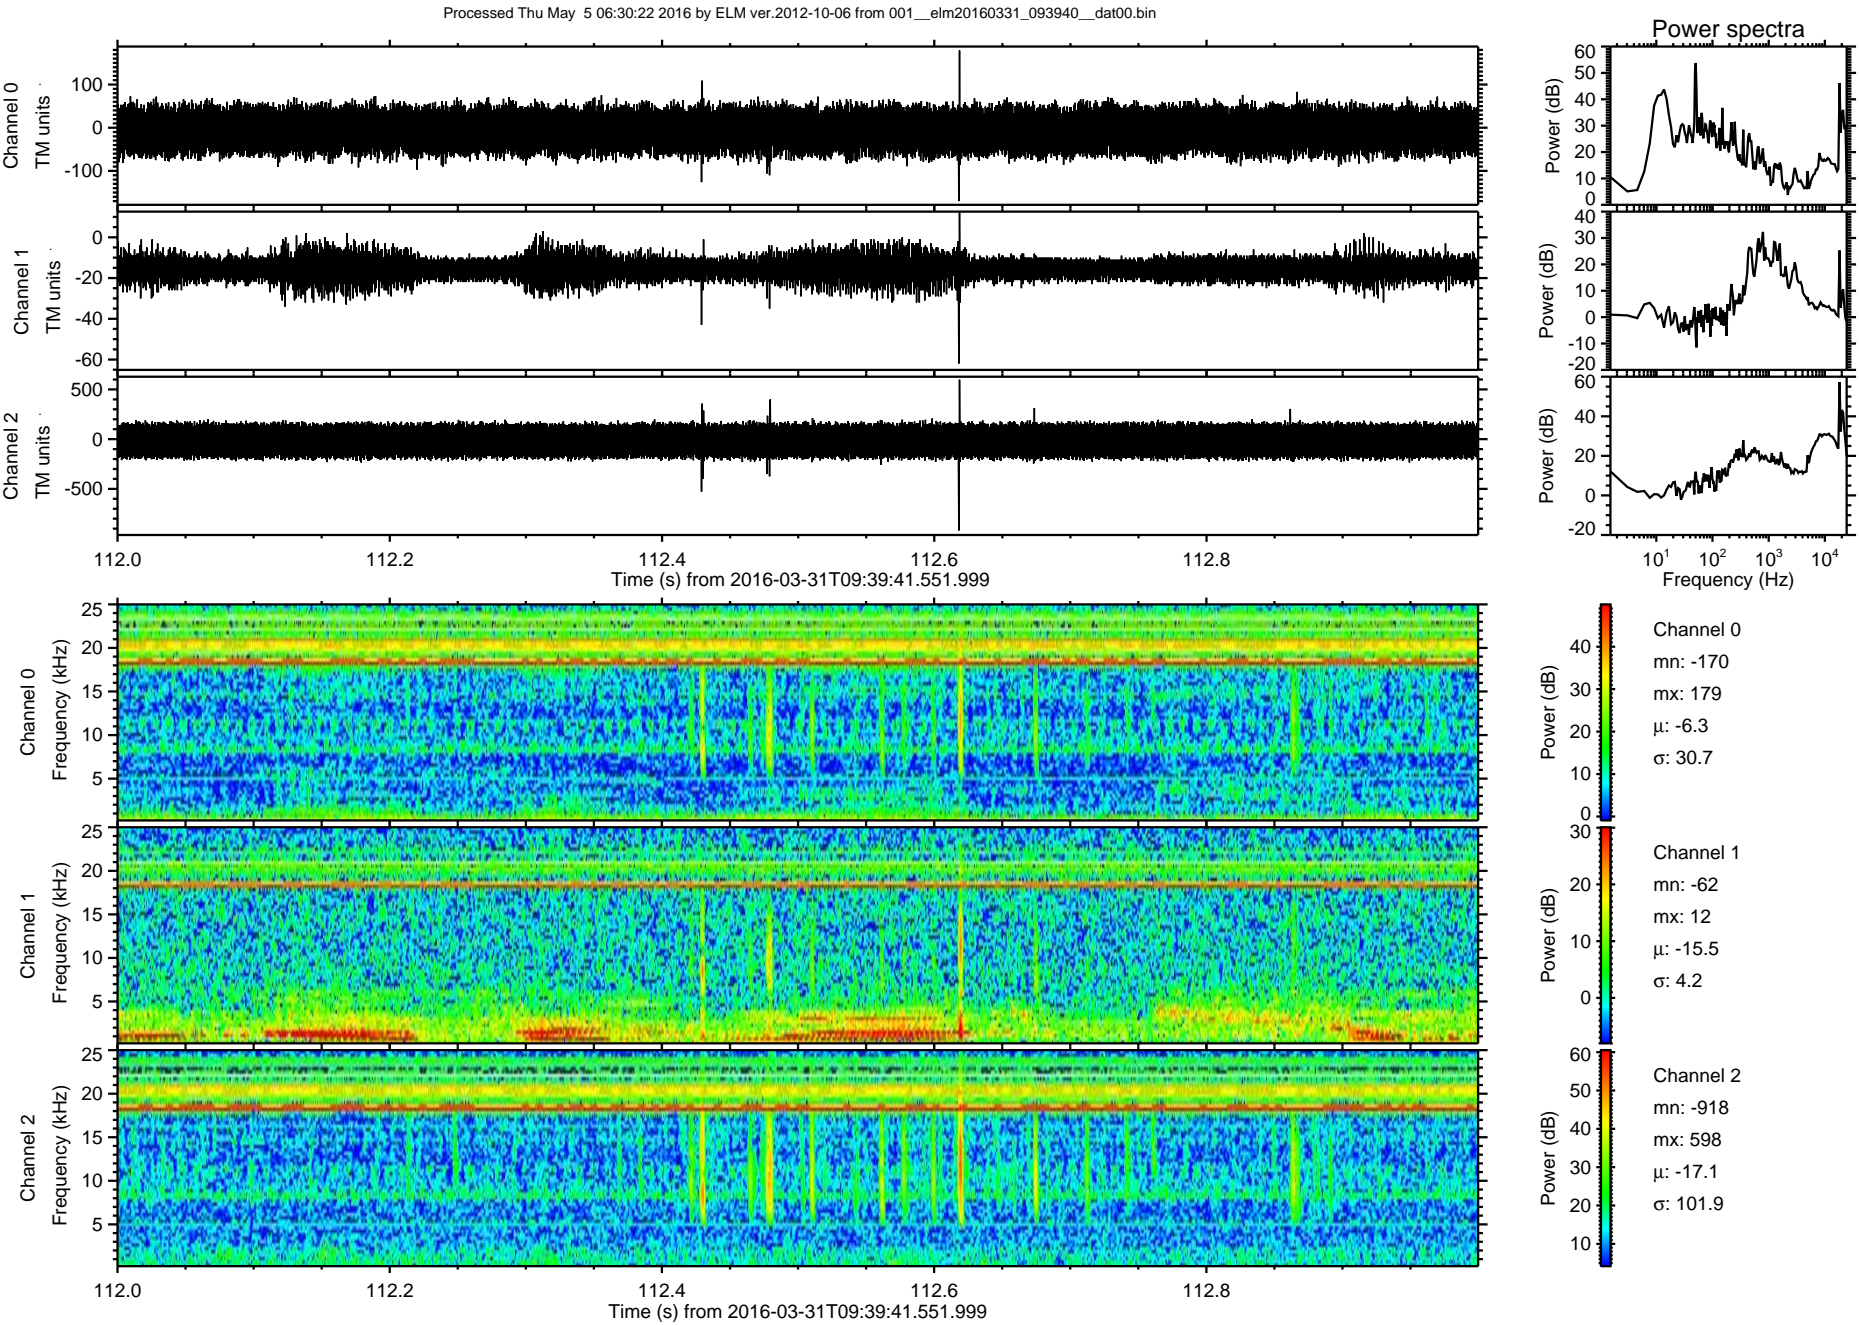 Processed Thu May  5 06:30:22 2016 by ELM ver.2012-10-06 from 001__elm20160331_093940__dat00.bin
Power spectra
Channel 0
TM units
100
0
-100
Power (dB)
60
50
40
30
20
10
0
Channel 1
TM units
0
-20
-40
-60
Power (dB)
40
30
20
10
0
-10
-20
Channel 2
TM units
500
0
-500
Power (dB)
60
40
20
0
-20
112.0
112.2
112.4
112.6
112.8
Time (s) from 2016-03-31T09:39:41.551.999
10^1
10^2
10^3
10^4
Frequency (Hz)
Channel 0
Frequency (kHz)
25
20
15
10
5
Power (dB)
40
30
20
10
0
Channel 0
mn: -170
mx: 179
μ: -6.3
σ: 30.7
Channel 1
Frequency (kHz)
25
20
15
10
5
Power (dB)
30
20
10
0
Channel 1
mn: -62
mx: 12
μ: -15.5
σ: 4.2
Channel 2
Frequency (kHz)
25
20
15
10
5
Power (dB)
60
50
40
30
20
10
Channel 2
mn: -918
mx: 598
μ: -17.1
σ: 101.9
112.0
112.2
112.4
112.6
112.8
Time (s) from 2016-03-31T09:39:41.551.999